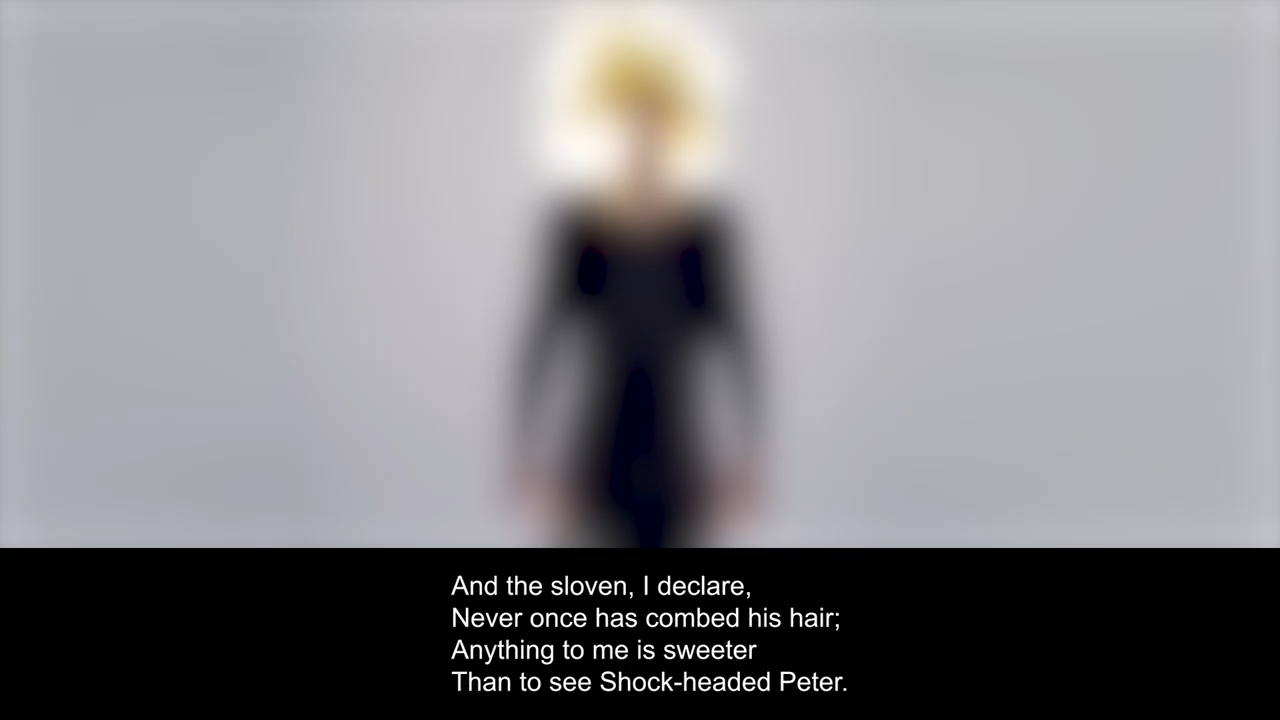 And the sloven, I declare,
Never once has combed his hair;
Anything to me is sweeter
Than to see Shock-headed Peter.